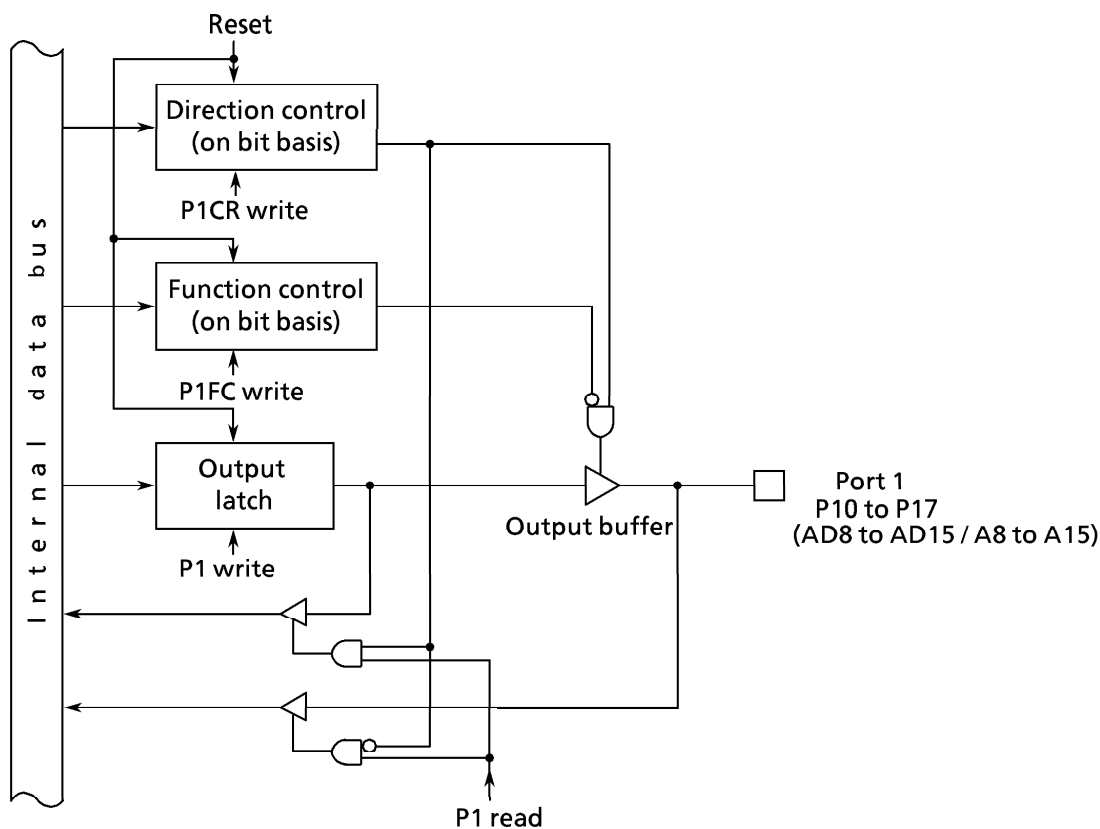 Reset
Direction control
(on bit basis)
P1CR write
Function control
(on bit basis)
P1FC write
Output
latch
P1 write
Internal data bus
Output buffer
Port 1
P10 to P17
(AD8 to AD15 / A8 to A15)
P1 read